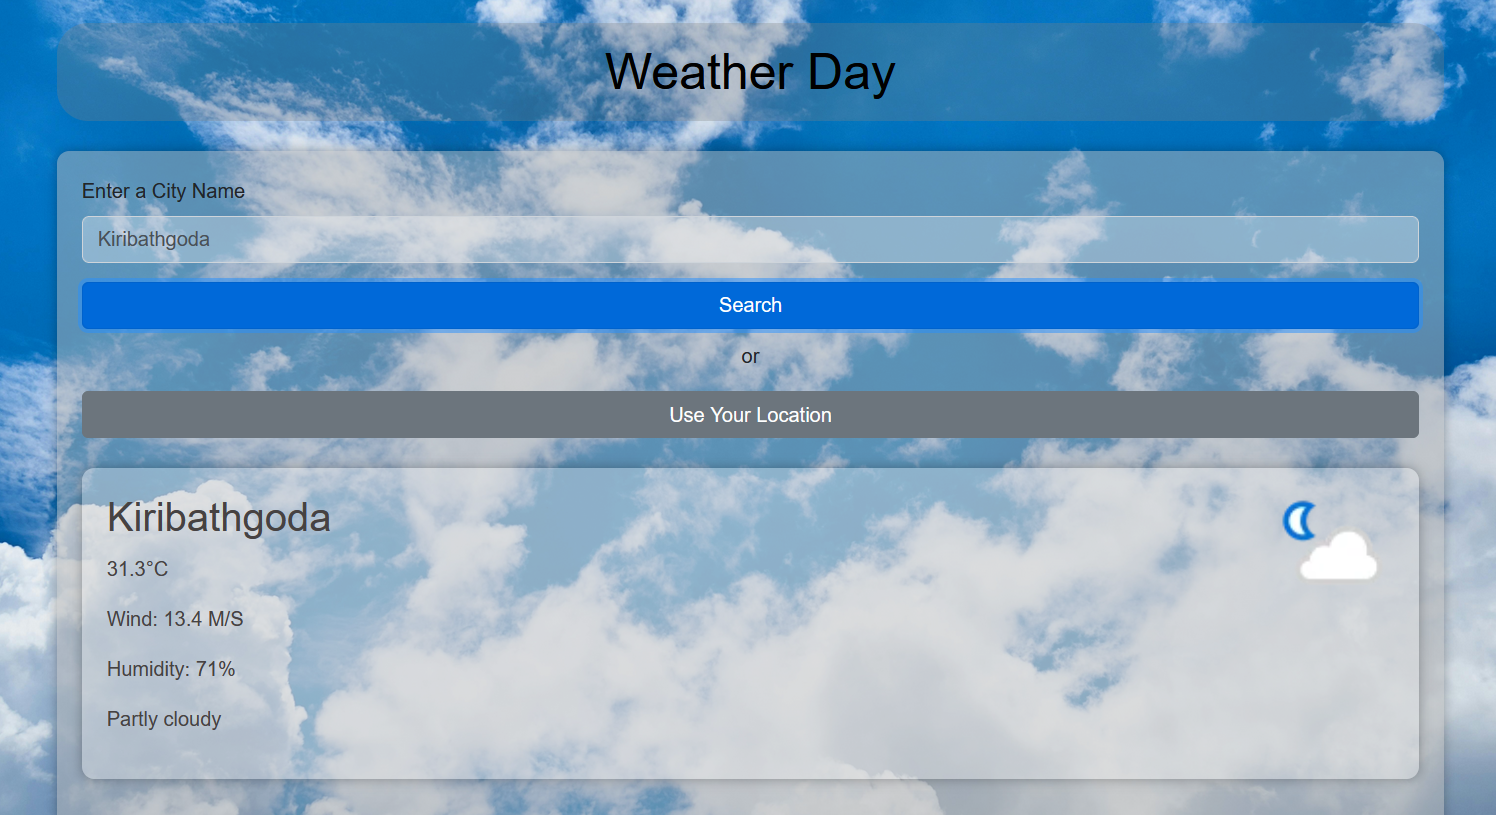 Weather Day
Enter a City Name
Kiribathgoda
Search
or
Use Your Location
Kiribathgoda
31.3°C
Wind: 13.4 M/S
Humidity: 71%
Partly cloudy